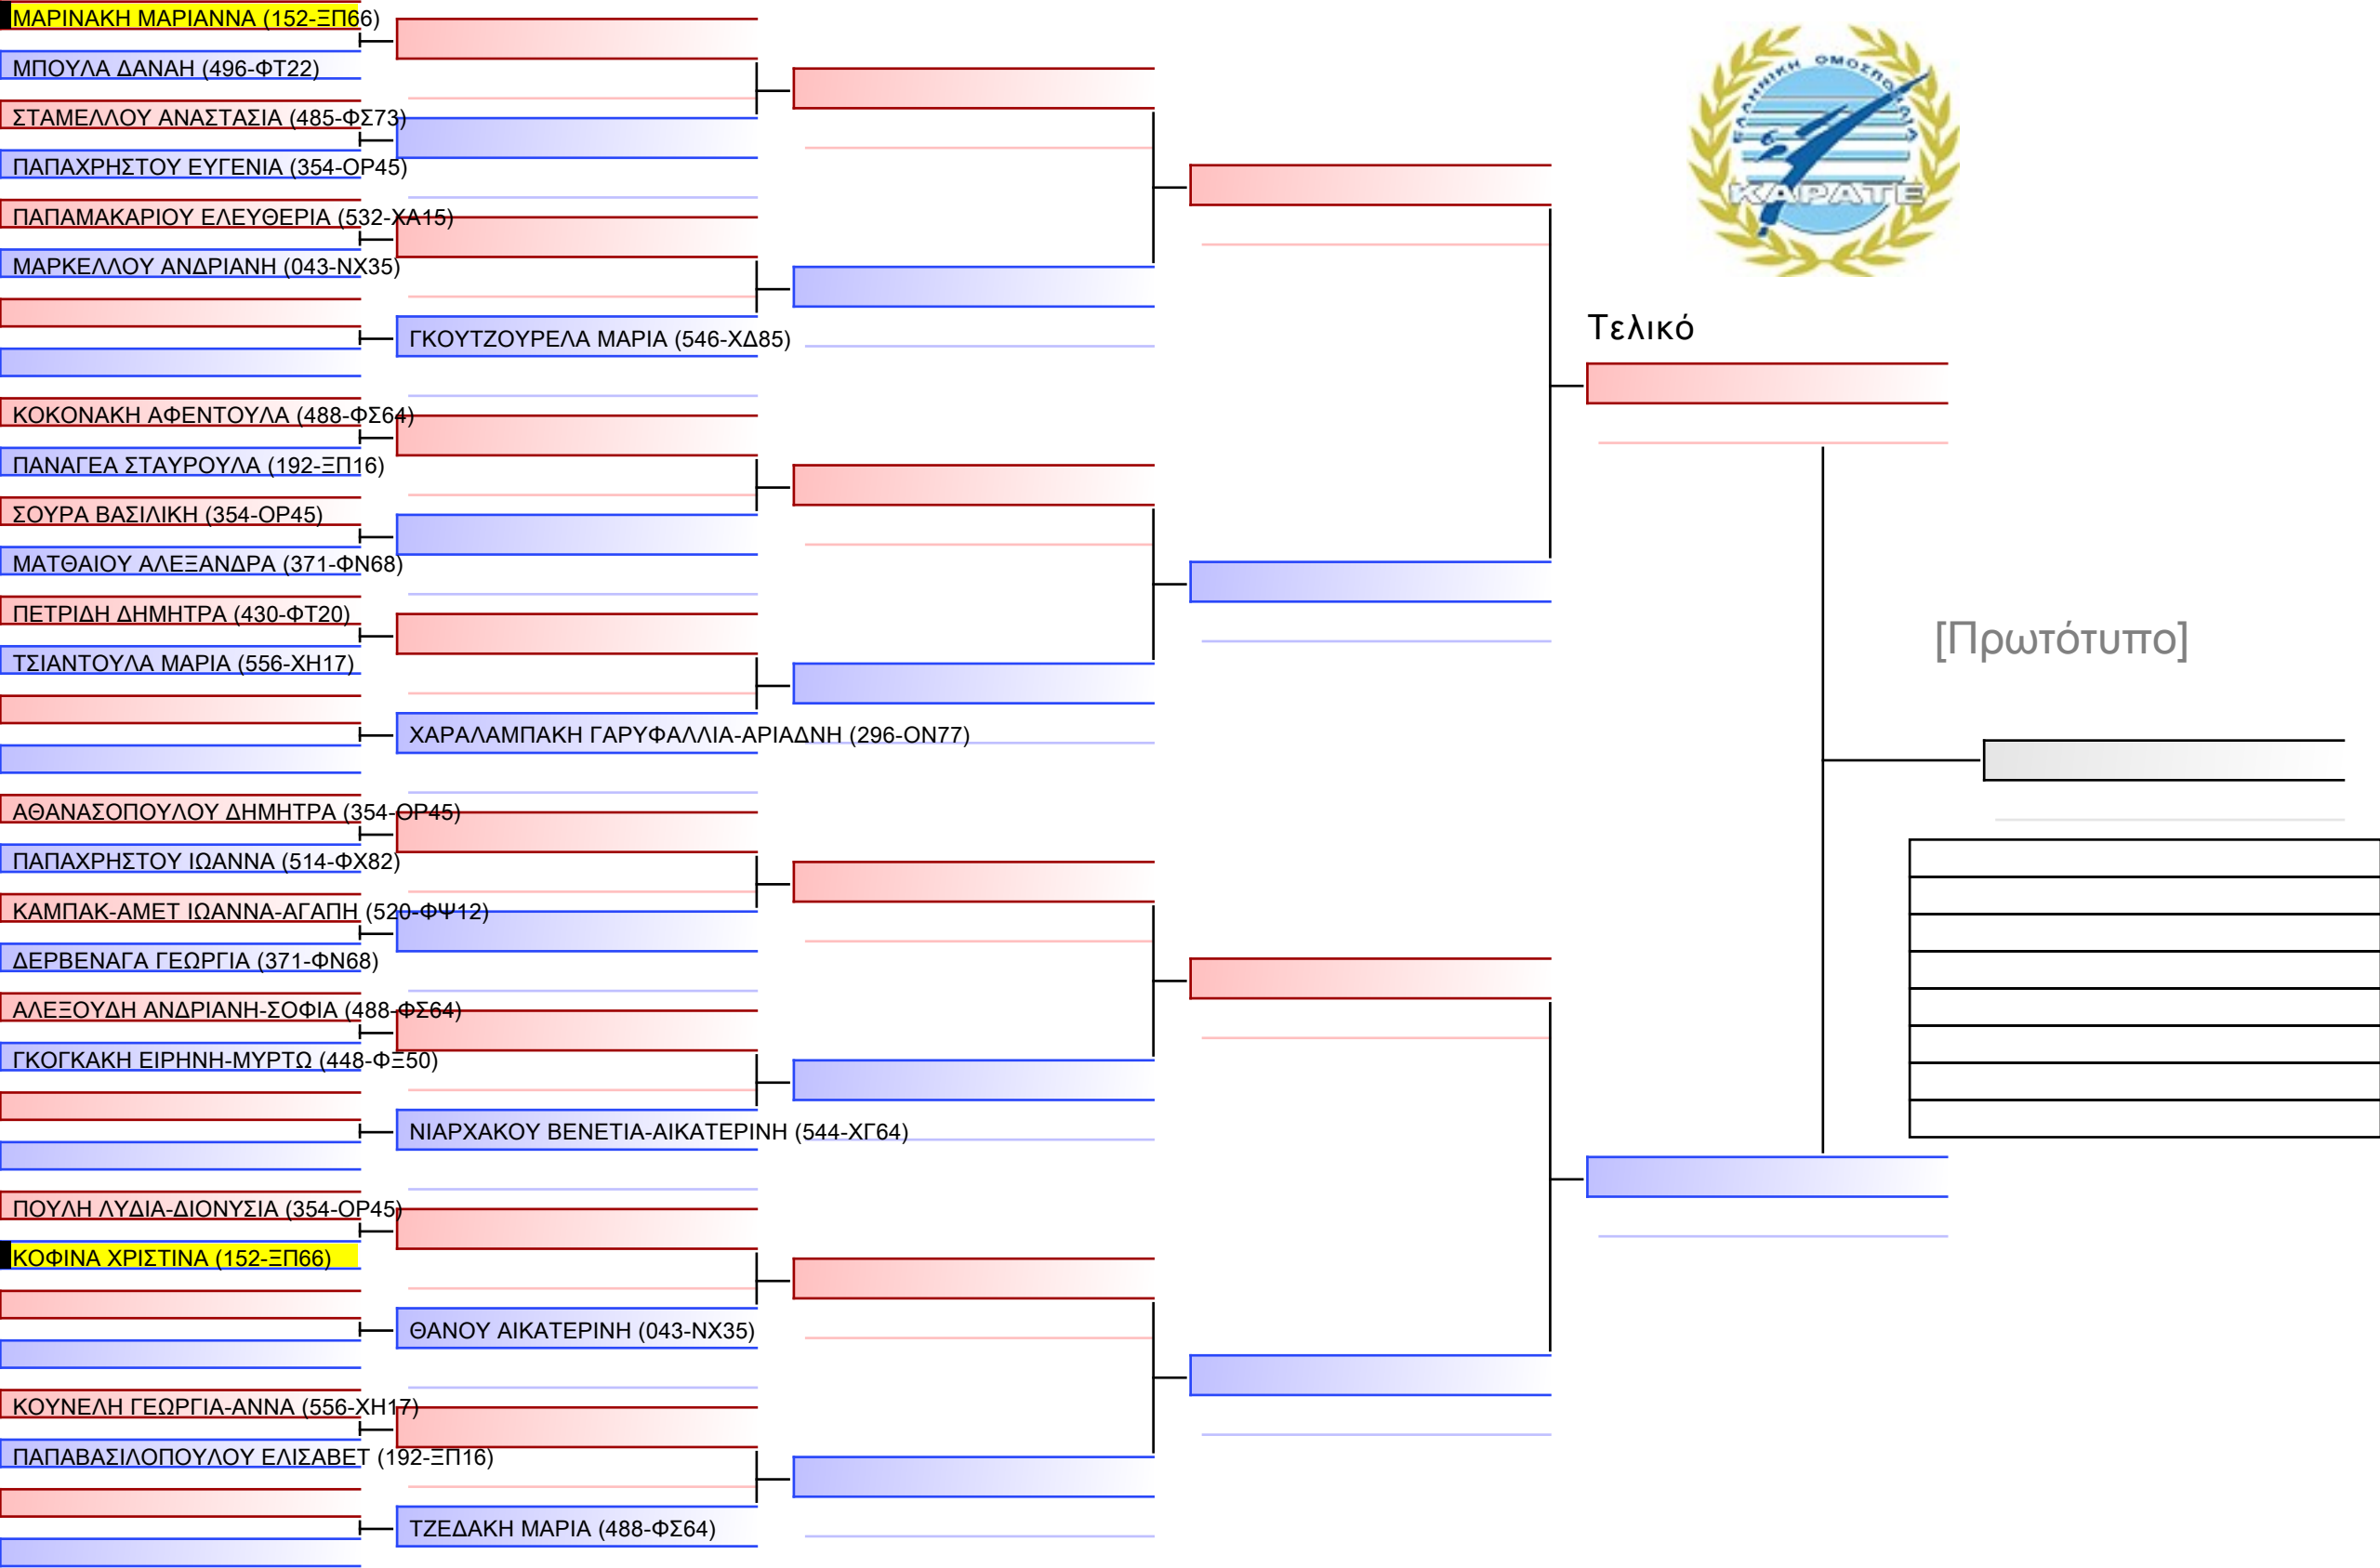 ΜΑΡΙΝΑΚΗ ΜΑΡΙΑΝΝΑ (152-ΞΠ66)
ΜΠΟΥΛΑ ΔΑΝΑΗ (496-ΦΤ22)
ΣΤΑΜΕΛΛΟΥ ΑΝΑΣΤΑΣΙΑ (485-ΦΣ73)
ΠΑΠΑΧΡΗΣΤΟΥ ΕΥΓΕΝΙΑ (354-ΟΡ45)
ΠΑΠΑΜΑΚΑΡΙΟΥ ΕΛΕΥΘΕΡΙΑ (532-ΧΑ15)
ΜΑΡΚΕΛΛΟΥ ΑΝΔΡΙΑΝΗ (043-ΝΧ35)
ΓΚΟΥΤΖΟΥΡΕΛΑ ΜΑΡΙΑ (546-ΧΔ85)
ΚΟΚΟΝΑΚΗ ΑΦΕΝΤΟΥΛΑ (488-ΦΣ64)
ΠΑΝΑΓΕΑ ΣΤΑΥΡΟΥΛΑ (192-ΞΠ16)
ΣΟΥΡΑ ΒΑΣΙΛΙΚΗ (354-ΟΡ45)
ΜΑΤΘΑΙΟΥ ΑΛΕΞΑΝΔΡΑ (371-ΦΝ68)
ΠΕΤΡΙΔΗ ΔΗΜΗΤΡΑ (430-ΦΤ20)
ΤΣΙΑΝΤΟΥΛΑ ΜΑΡΙΑ (556-ΧΗ17)
ΧΑΡΑΛΑΜΠΑΚΗ ΓΑΡΥΦΑΛΛΙΑ-ΑΡΙΑΔΝΗ (296-ΟΝ77)
ΑΘΑΝΑΣΟΠΟΥΛΟΥ ΔΗΜΗΤΡΑ (354-ΟΡ45)
ΠΑΠΑΧΡΗΣΤΟΥ ΙΩΑΝΝΑ (514-ΦΧ82)
ΚΑΜΠΑΚ-ΑΜΕΤ ΙΩΑΝΝΑ-ΑΓΑΠΗ (520-ΦΨ12)
ΔΕΡΒΕΝΑΓΑ ΓΕΩΡΓΙΑ (371-ΦΝ68)
ΑΛΕΞΟΥΔΗ ΑΝΔΡΙΑΝΗ-ΣΟΦΙΑ (488-ΦΣ64)
ΓΚΟΓΚΑΚΗ ΕΙΡΗΝΗ-ΜΥΡΤΩ (448-ΦΞ50)
ΝΙΑΡΧΑΚΟΥ ΒΕΝΕΤΙΑ-ΑΙΚΑΤΕΡΙΝΗ (544-ΧΓ64)
ΠΟΥΛΗ ΛΥΔΙΑ-ΔΙΟΝΥΣΙΑ (354-ΟΡ45)
ΚΟΦΙΝΑ ΧΡΙΣΤΙΝΑ (152-ΞΠ66)
ΘΑΝΟΥ ΑΙΚΑΤΕΡΙΝΗ (043-ΝΧ35)
ΚΟΥΝΕΛΗ ΓΕΩΡΓΙΑ-ΑΝΝΑ (556-ΧΗ17)
ΠΑΠΑΒΑΣΙΛΟΠΟΥΛΟΥ ΕΛΙΣΑΒΕΤ (192-ΞΠ16)
ΤΖΕΔΑΚΗ ΜΑΡΙΑ (488-ΦΣ64)
ΕΛΛΗΝΙΚΗ ΟΜΟΣΠΟΝΔΙΑ
ΚΑΡΑΤΕ
Τελικό
[Πρωτότυπο]